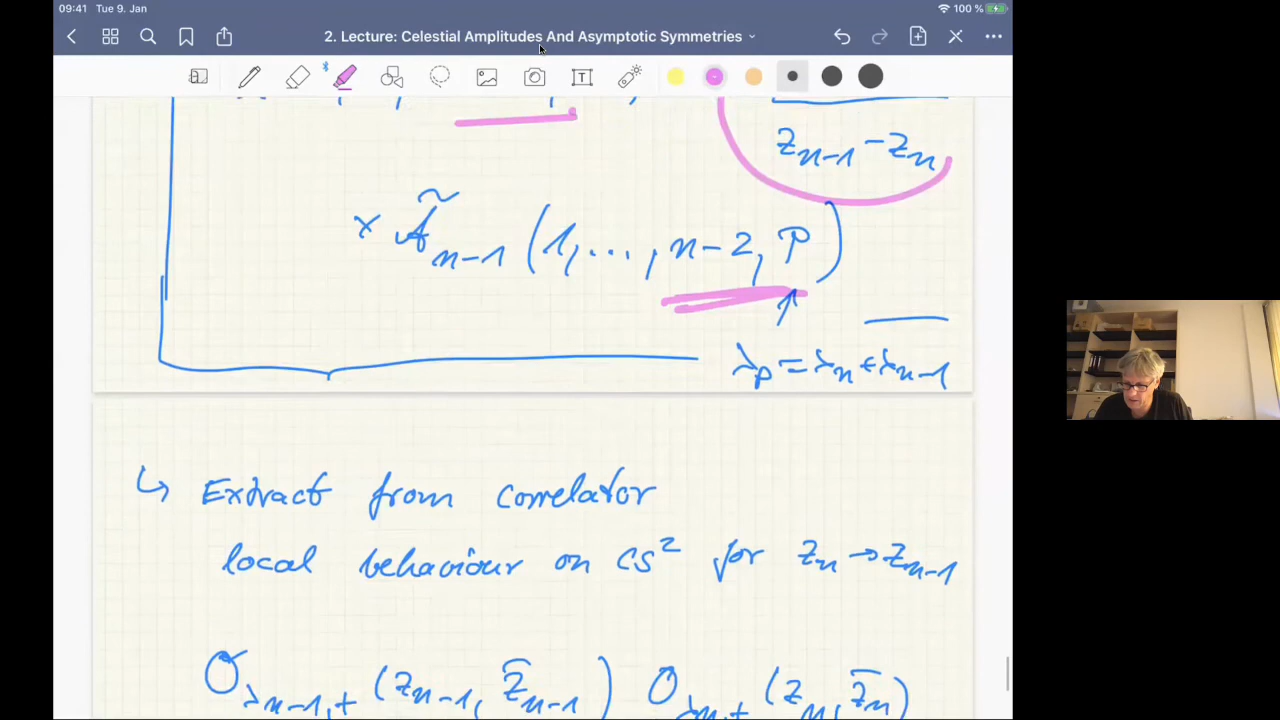 09:41 Tue 9. Jan 100 %
2. Lecture: Celestial Amplitudes And Asymptotic Symmetries
z_{n-1} - z_n
× Ã_{n-1} (1, ..., n-2, P)
↑
λ_P = λ_n + λ_{n-1}
↳ Extract from correlator
local behaviour on CS² for z_n → z_{n-1}
O_{λ_{n-1},+} (z_{n-1}, z̄_{n-1}) O_{λ_n,+} (z_n, z̄_n)